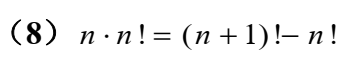 （8） n · n! = (n + 1)!− n!